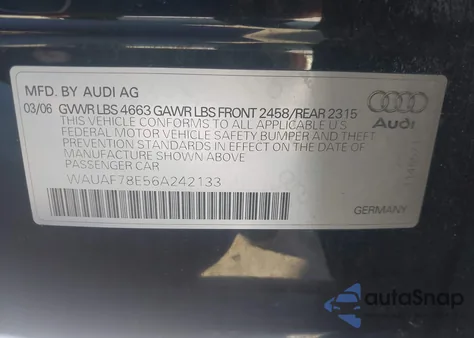 MFD. BY AUDI AG
03/06 GVWR LBS 4663 GAWR LBS FRONT 2458/REAR 2315
THIS VEHICLE CONFORMS TO ALL APPLICABLE U.S.
FEDERAL MOTOR VEHICLE SAFETY BUMPER AND THEFT
PREVENTION STANDARDS IN EFFECT ON THE DATE OF
MANUFACTURE SHOWN ABOVE
PASSENGER CAR
WAUAF78E56A242133
Audi
GERMANY
autoSnap